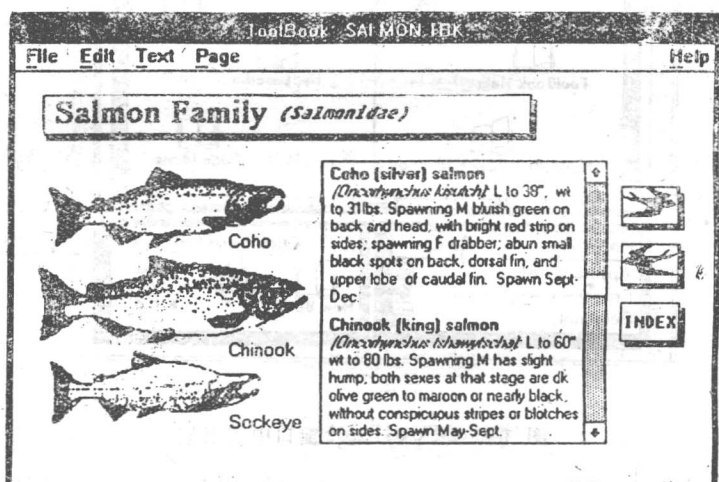 ToolBook SALMON.TBK
File Edit Text Page Help
Salmon Family (Salmonidae)
Coho
Chinook
Sockeye
Coho (silver) salmon
(Oncorhynchus kisutch) L to 38", wt
to 31lbs. Spawning M bluish green on
back and head, with bright red strip on
sides; spawning F drabber; abun small
black spots on back, dorsal fin, and
upper lobe of caudal fin. Spawn Sept-
Dec.
Chinook (king) salmon
(Oncorhynchus tshawytscha) L to 60"
wt to 80 lbs. Spawning M has slight
hump; both sexes at that stage are dk
olive green to maroon or nearly black,
without conspicuous stripes or blotches
on sides. Spawn May-Sept.
INDEX